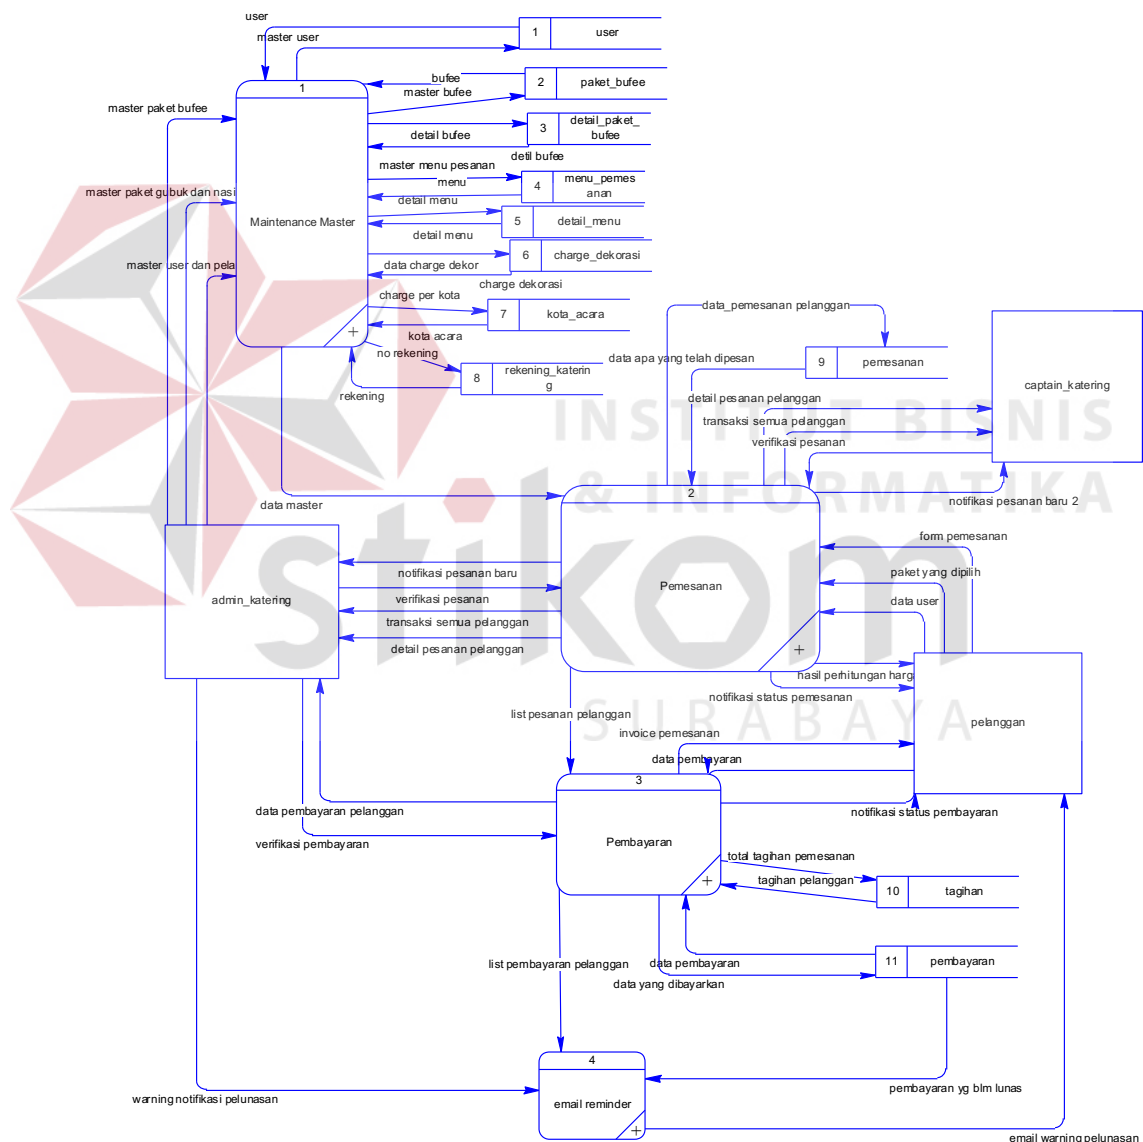 user
master user
1 user
bufee
master bufee
2 paket_bufee
1
master paket bufee
3 detail_paket_
bufee
detail bufee
detil bufee
master menu pesanan
menu
4 menu_pemes
anan
master paket gubuk dan nasi
Maintenance Master
detail menu
5 detail_menu
detail menu
6 charge_dekorasi
master user dan pela
data charge dekor
charge dekorasi
charge per kota
7 kota_acara
kota acara
+
no rekening
8 rekening_katerin
g
rekening
data_pemesanan pelanggan
data apa yang telah dipesan
9 pemesanan
captain_katering
detail pesanan pelanggan
transaksi semua pelanggan
verifikasi pesanan
INSTITUT BISNIS
& INFORMATIKA
stikom
SURABAYA
data master
2
notifikasi pesanan baru 2
form pemesanan
notifikasi pesanan baru
Pemesanan
paket yang dipilih
admin_katering
verifikasi pesanan
data user
transaksi semua pelanggan
detail pesanan pelanggan
+
hasil perhitungan harg
notifikasi status pemesanan
list pesanan pelanggan
pelanggan
invoice pemesanan
data pembayaran
3
data pembayaran pelanggan
notifikasi status pembayaran
verifikasi pembayaran
Pembayaran
total tagihan pemesanan
tagihan pelanggan
+
10 tagihan
list pembayaran pelanggan
data pembayaran
11 pembayaran
data yang dibayarkan
4
warning notifikasi pelunasan
email reminder
pembayaran yg blm lunas
+
email warning pelunasan